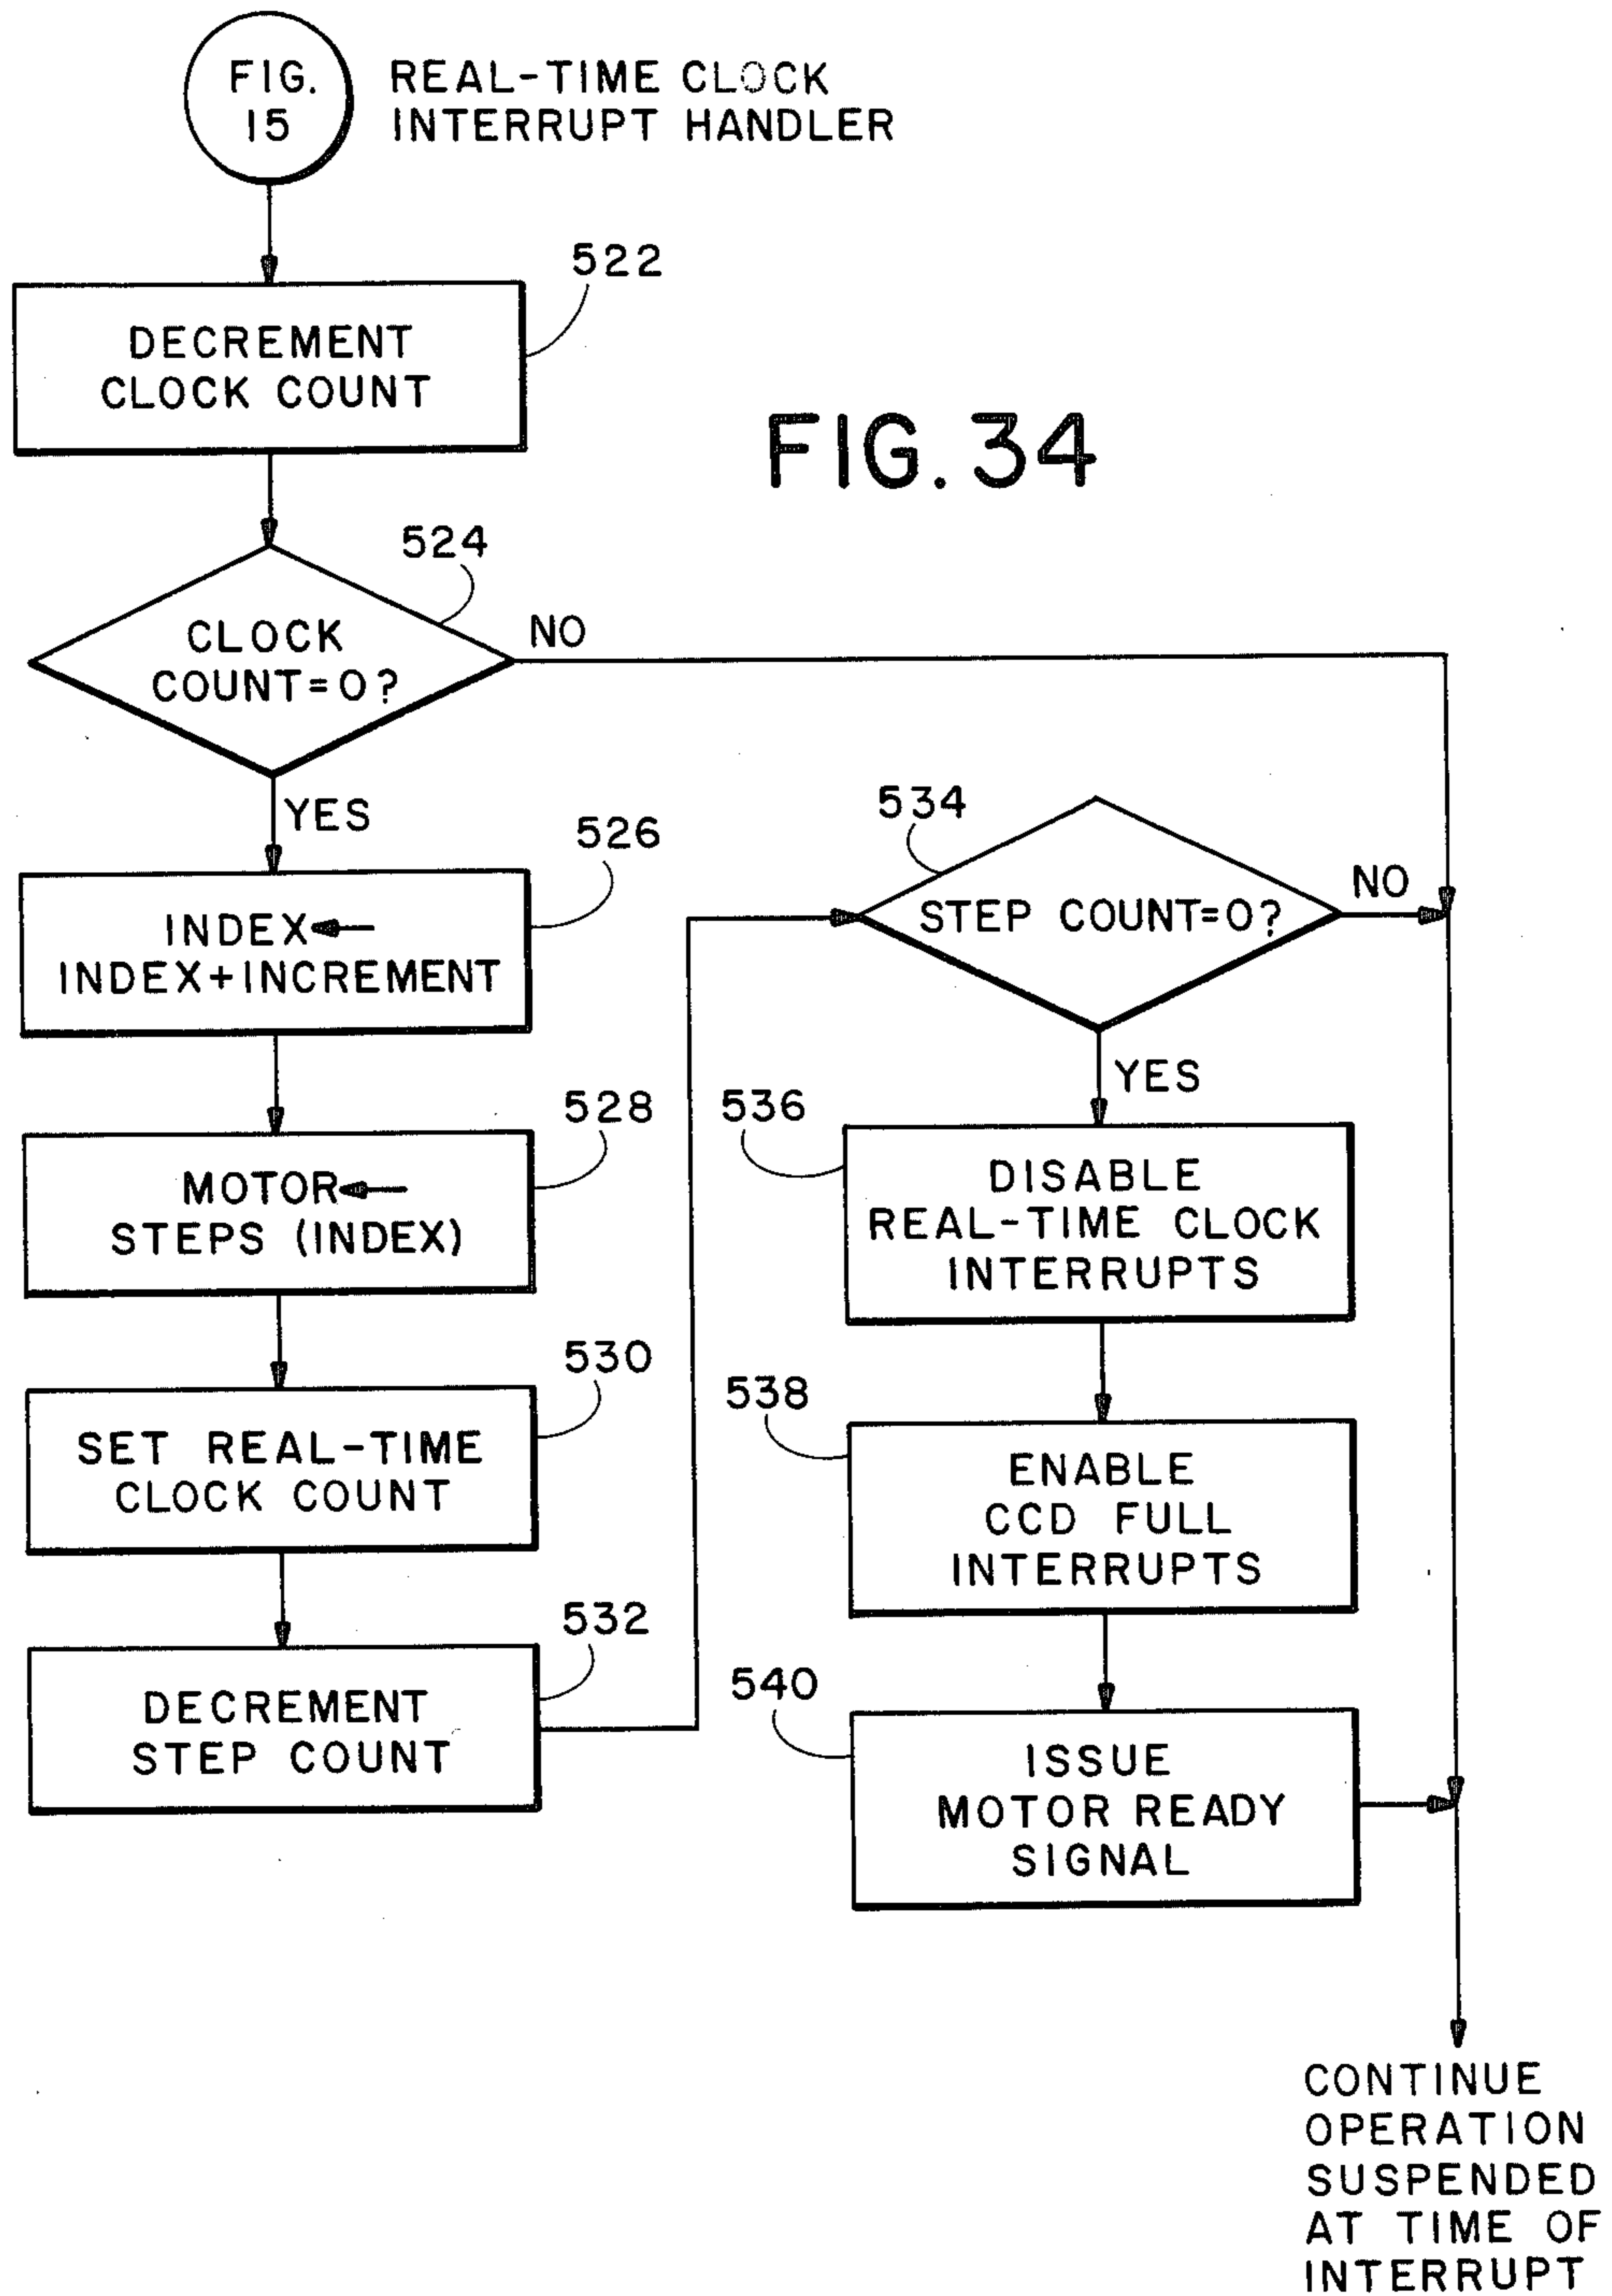 FIG.
15
REAL-TIME CLOCK
INTERRUPT HANDLER
522
DECREMENT
CLOCK COUNT
FIG. 34
524
CLOCK
COUNT=0?
NO
YES
526
INDEX←
INDEX+INCREMENT
528
MOTOR←
STEPS (INDEX)
530
SET REAL-TIME
CLOCK COUNT
532
DECREMENT
STEP COUNT
534
STEP COUNT=0?
NO
YES
536
DISABLE
REAL-TIME CLOCK
INTERRUPTS
538
ENABLE
CCD FULL
INTERRUPTS
540
ISSUE
MOTOR READY
SIGNAL
CONTINUE
OPERATION
SUSPENDED
AT TIME OF
INTERRUPT